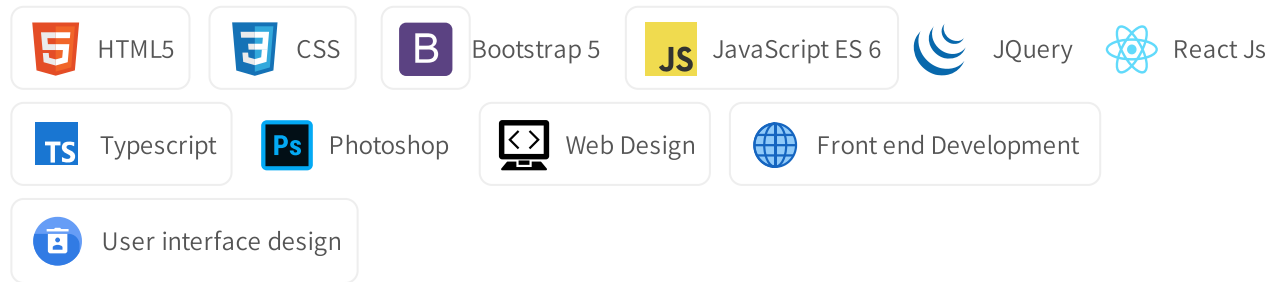 HTML5 CSS Bootstrap 5 JavaScript ES 6 JQuery React Js
Typescript Photoshop Web Design Front end Development
User interface design